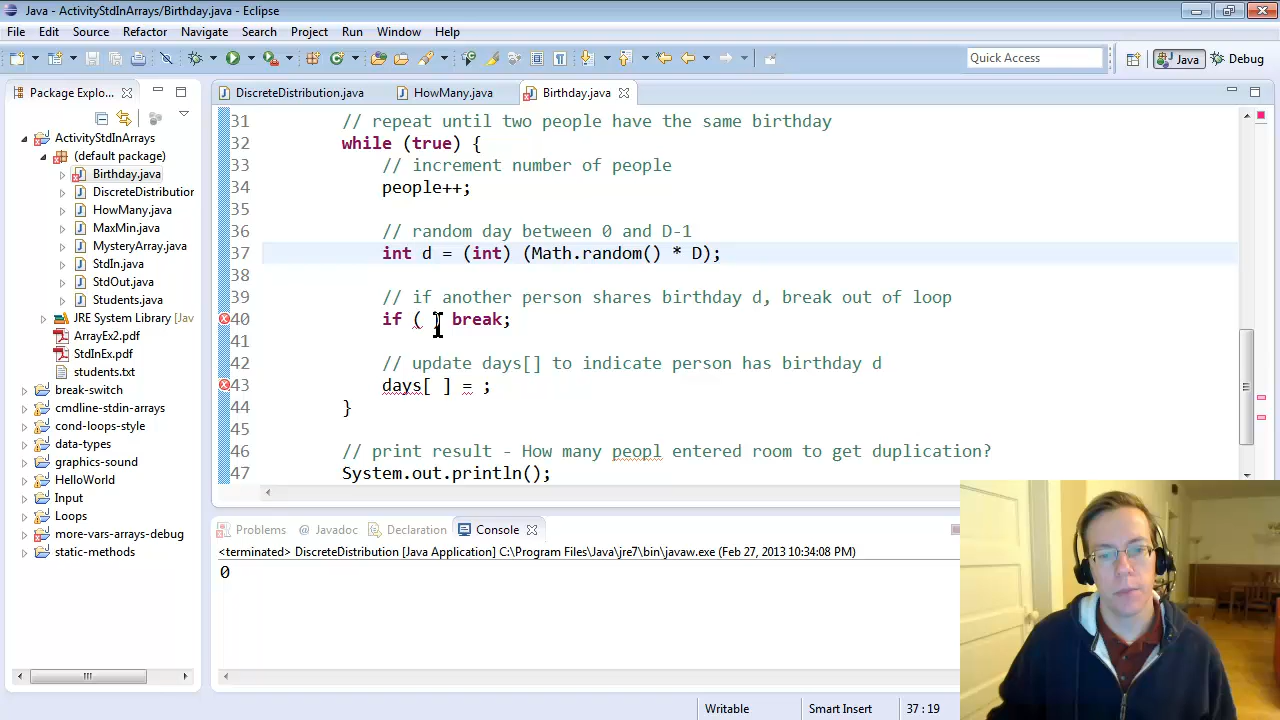 Java - ActivityStdInArrays/Birthday.java - Eclipse
File Edit Source Refactor Navigate Search Project Run Window Help
Quick Access Java Debug
Package Explo... DiscreteDistribution.java HowMany.java Birthday.java
ActivityStdInArrays
(default package)
Birthday.java
DiscreteDistribution
HowMany.java
MaxMin.java
MysteryArray.java
StdIn.java
StdOut.java
Students.java
JRE System Library [Jav
ArrayEx2.pdf
StdInEx.pdf
students.txt
break-switch
cmdline-stdin-arrays
cond-loops-style
data-types
graphics-sound
HelloWorld
Input
Loops
more-vars-arrays-debug
static-methods
31 // repeat until two people have the same birthday
32 while (true) {
33 // increment number of people
34 people++;
35
36 // random day between 0 and D-1
37 int d = (int) (Math.random() * D);
38
39 // if another person shares birthday d, break out of loop
40 if ( ) break;
41
42 // update days[] to indicate person has birthday d
43 days[ ] = ;
44 }
45
46 // print result - How many peopl entered room to get duplication?
47 System.out.println();
Problems @ Javadoc Declaration Console
<terminated> DiscreteDistribution [Java Application] C:\Program Files\Java\jre7\bin\javaw.exe (Feb 27, 2013 10:34:08 PM)
0
Writable Smart Insert 37 : 19